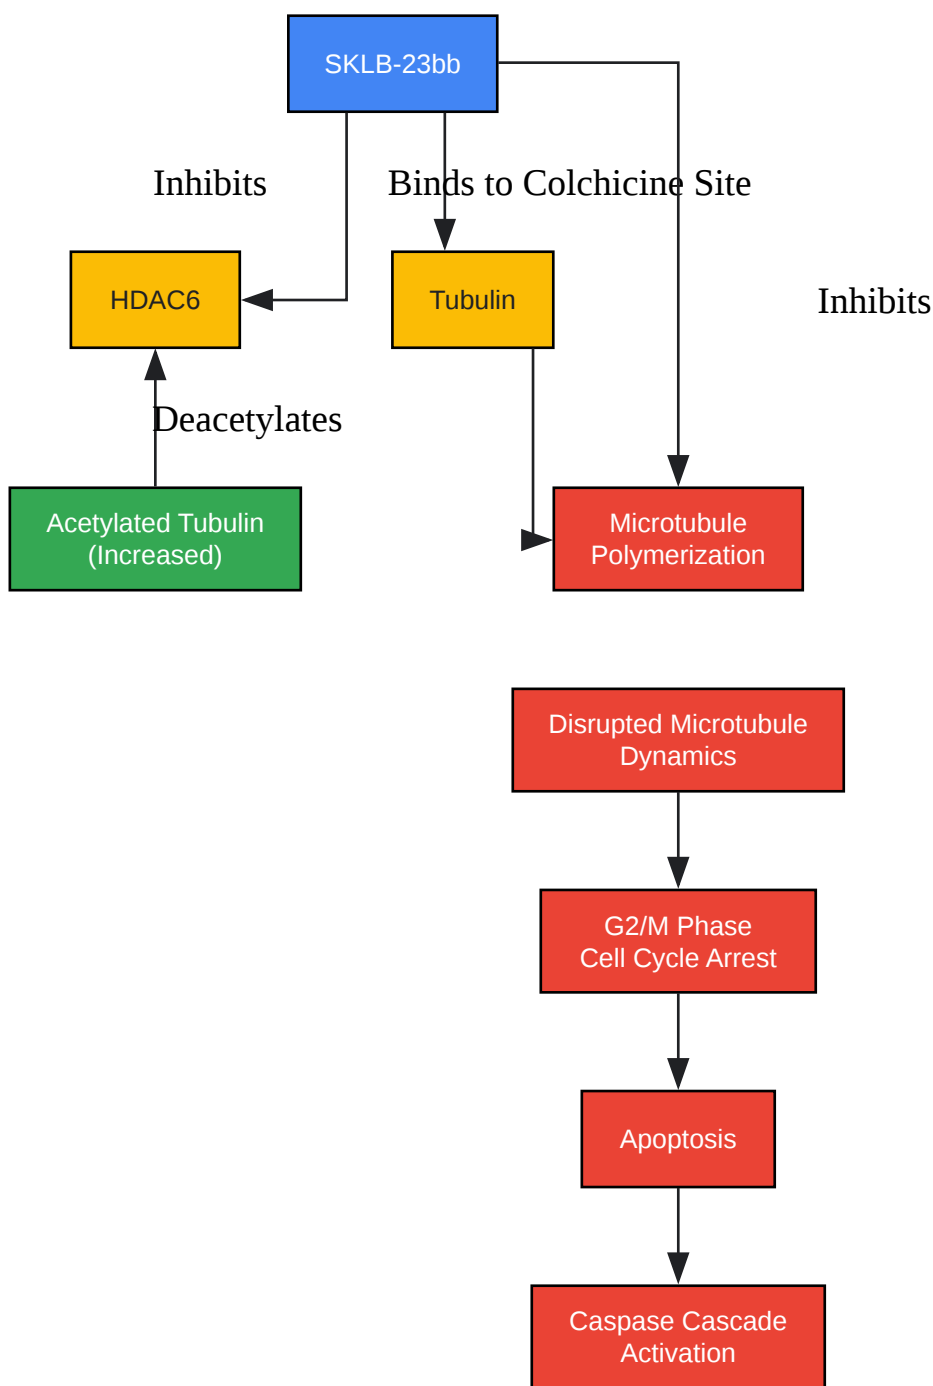 SKLB-23bb
Inhibits
Binds to Colchicine Site
HDAC6
Tubulin
Inhibits
Deacetylates
Acetylated Tubulin
(Increased)
Microtubule
Polymerization
Disrupted Microtubule
Dynamics
G2/M Phase
Cell Cycle Arrest
Apoptosis
Caspase Cascade
Activation